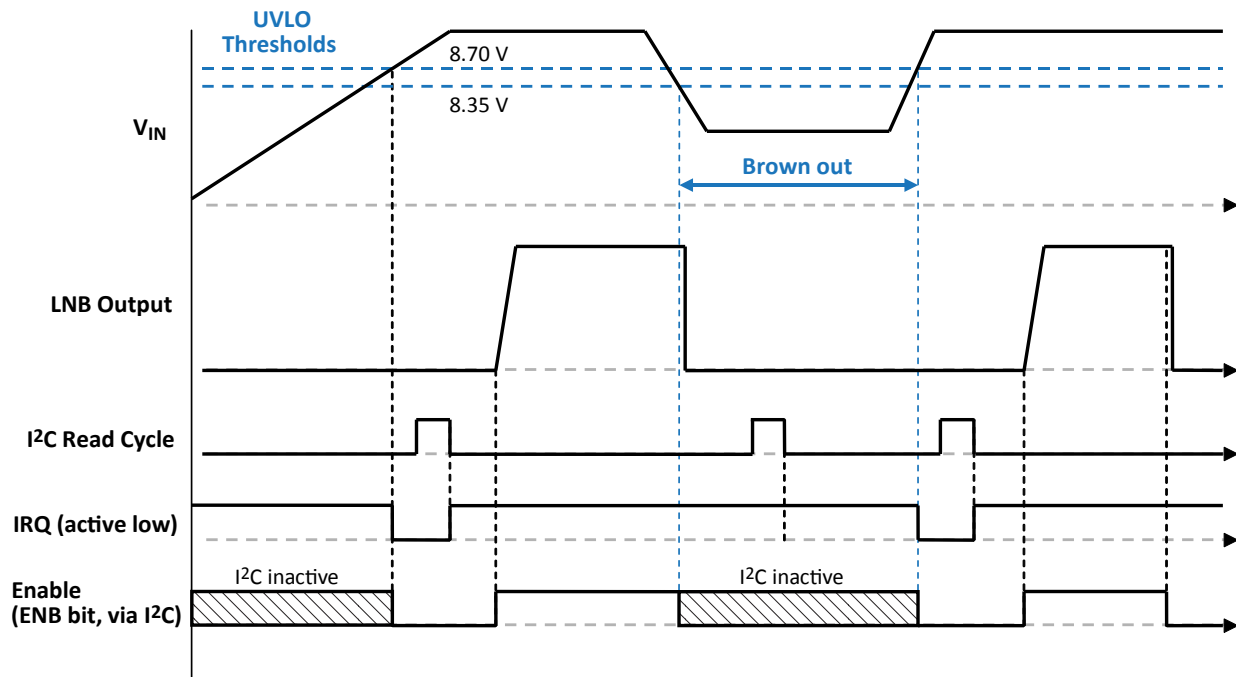 UVLO
Thresholds
8.70 V
8.35 V
VIN
Brown out
LNB Output
I2C Read Cycle
IRQ (active low)
I2C inactive
I2C inactive
Enable
(ENB bit, via I2C)